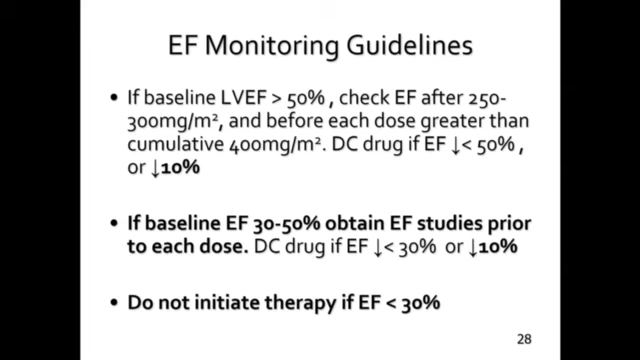 EF Monitoring Guidelines
• If baseline LVEF > 50% , check EF after 250-
300mg/m², and before each dose greater than
cumulative 400mg/m². DC drug if EF ↓< 50% ,
or ↓10%
• If baseline EF 30-50% obtain EF studies prior
to each dose. DC drug if EF ↓< 30% or ↓10%
• Do not initiate therapy if EF < 30%
28